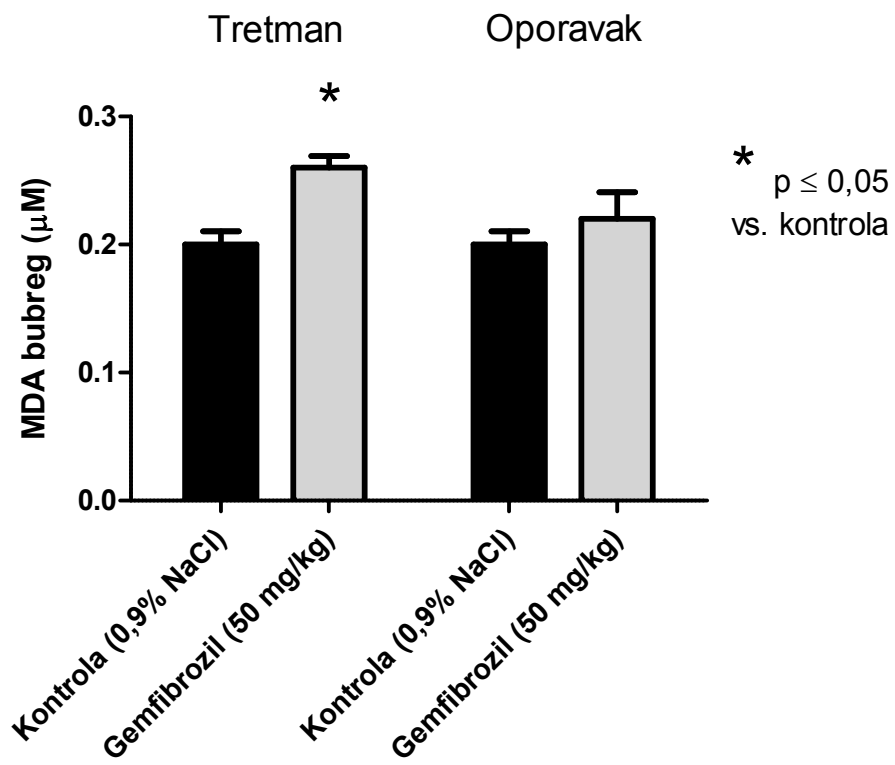 Tretman
Oporavak
*
*
p ≤ 0,05
vs. kontrola
MDA bubreg (μM)
0.3
0.2
0.1
0.0
Kontrola (0,9% NaCl)
Gemfibrozil (50 mg/kg)
Kontrola (0,9% NaCl)
Gemfibrozil (50 mg/kg)